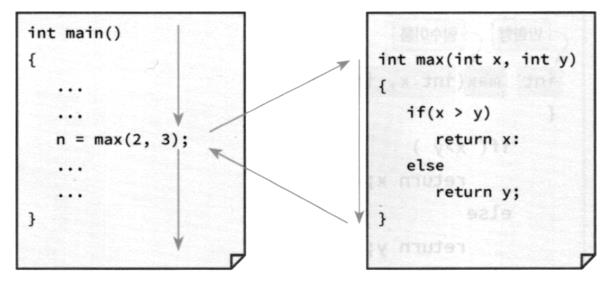 int main()
{
...
...
n = max(2, 3);
...
...
}
int max(int x, int y)
{
if(x > y)
return x:
else
return y;
}